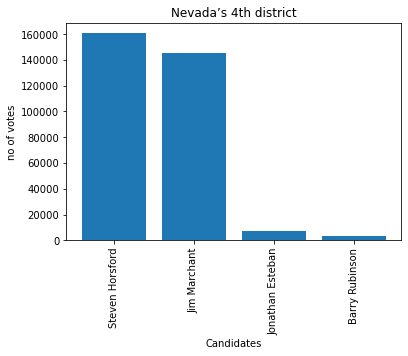 Nevada’s 4th district
no of votes
160000
140000
120000
100000
80000
60000
40000
20000
0
Steven Horsford
Jim Marchant
Jonathan Esteban
Barry Rubinson
Candidates